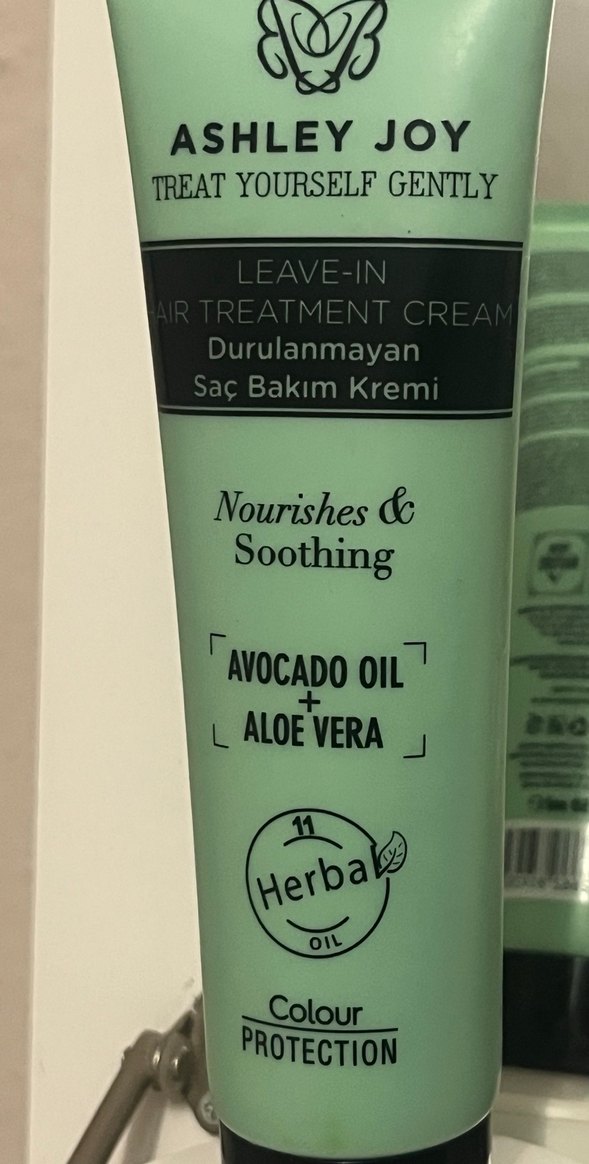 ASHLEY JOY
TREAT YOURSELF GENTLY
LEAVE-IN
HAIR TREATMENT CREAM
Durulanmayan
Saç Bakım Kremi
Nourishes &
Soothing
AVOCADO OIL
+
ALOE VERA
11
Herbal
OIL
Colour
PROTECTION